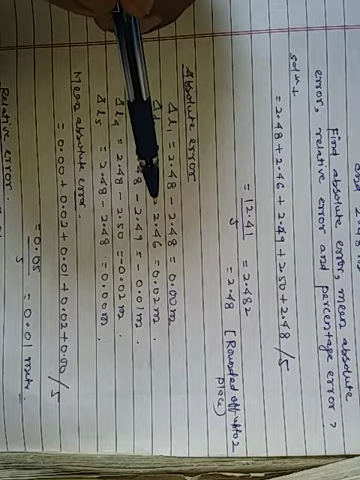 and 2.48 m
Find absolute error, mean absolute
error, relative error and percentage error?
solun
= 2.48 + 2.46 + 2.49 + 2.50 + 2.48 / 5
= 12.41 / 5 = 2.482
= 2.48 [Rounded off upto 2
place)
Absolute error
Δl1 = 2.48 - 2.48 = 0.00 m
2.46 = 0.02 m.
48 - 2.49 = -0.01 m.
Δl4 = 2.48 - 2.50 = -0.02 m.
Δl5 = 2.48 - 2.48 = 0.00 m.
Mean absolute error.
= 0.00 + 0.02 + 0.01 + 0.02 + 0.00 / 5
= 0.05 / 5 = 0.01
Relative error.